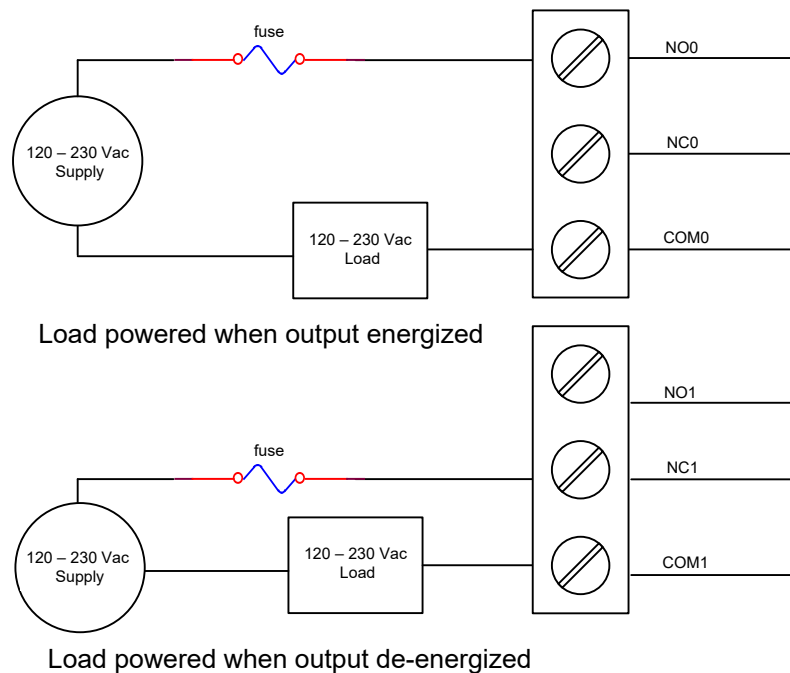 fuse
NO0
120 – 230 Vac
Supply
NC0
120 – 230 Vac
Load
COM0
Load powered when output energized
NO1
fuse
NC1
120 – 230 Vac
Supply
120 – 230 Vac
Load
COM1
Load powered when output de-energized